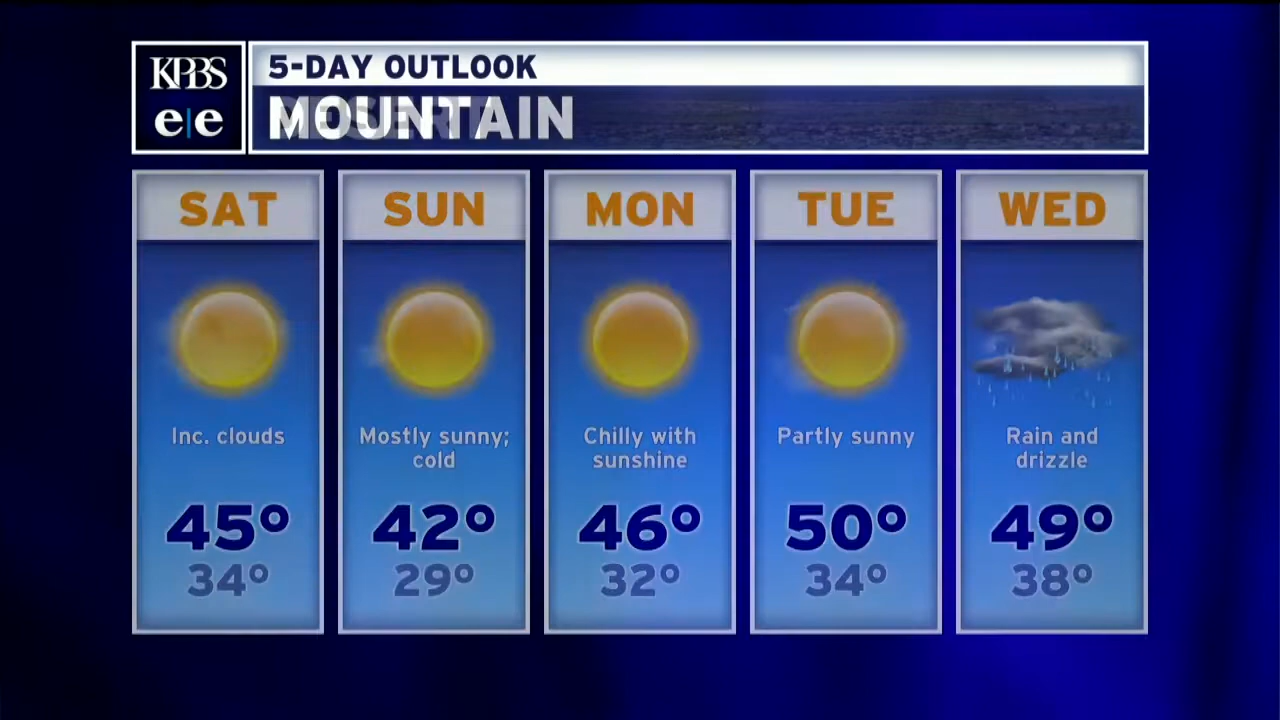 KPBS
e|e
5-DAY OUTLOOK
MOUNTAIN
SAT
SUN
MON
TUE
WED
Inc. clouds
Mostly sunny;
cold
Chilly with
sunshine
Partly sunny
Rain and
drizzle
45°
42°
46°
50°
49°
34°
29°
32°
34°
38°